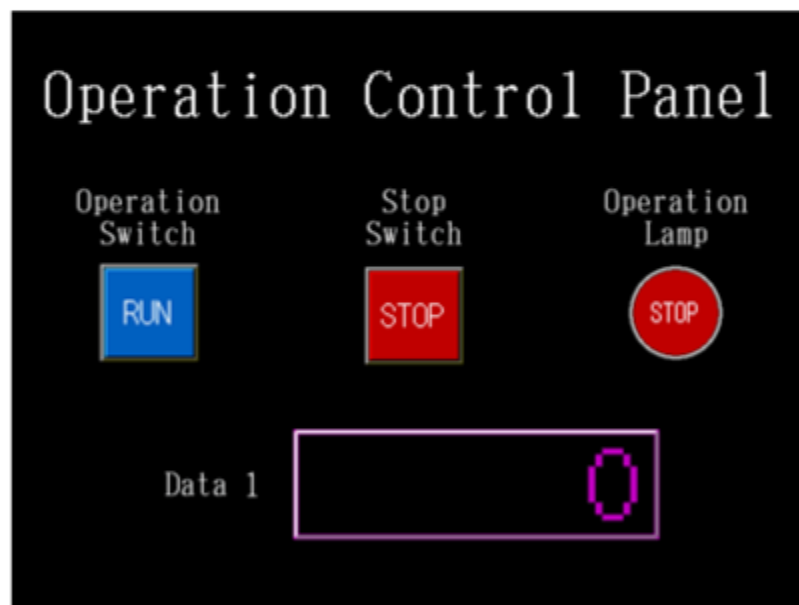 Operation Control Panel
Operation
Switch
Stop
Switch
Operation
Lamp
RUN
STOP
STOP
Data 1
0